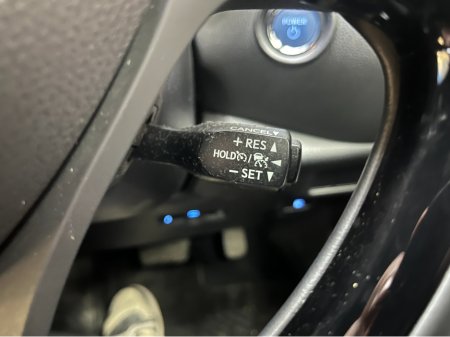 POWER
CANCEL▼
+ RES ▲
HOLD / ◄
− SET ▼